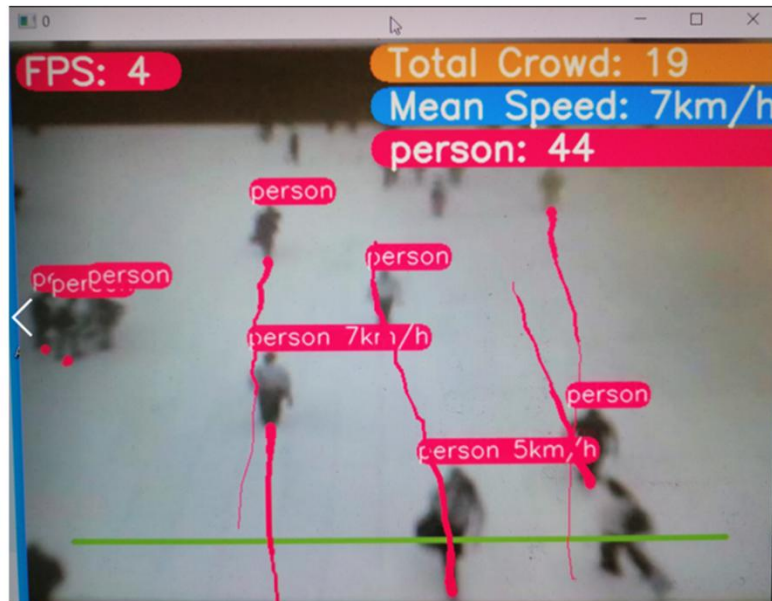 0
FPS: 4
Total Crowd: 19
Mean Speed: 7km/h
person: 44
person
person
person
person 7km/h
person
person 5km/h